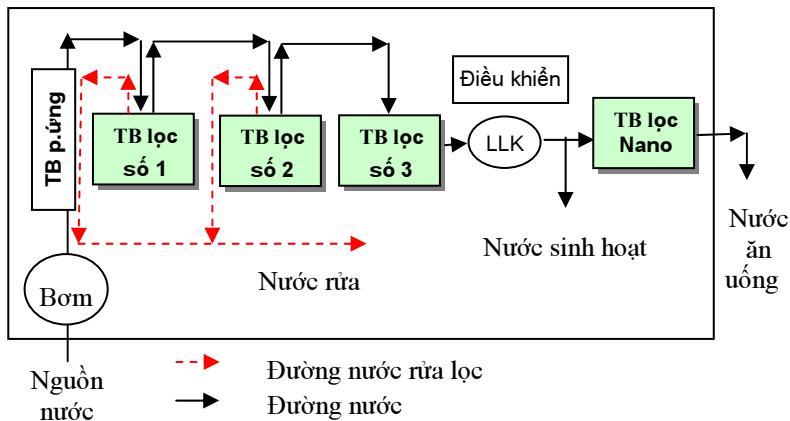 TB p.ứng
TB lọc
số 1
TB lọc
số 2
TB lọc
số 3
Điều khiển
LLK
TB lọc
Nano
Bơm
Nước rửa
Nước sinh hoạt
Nước
ăn
uống
Nguồn
nước
Đường nước rửa lọc
Đường nước